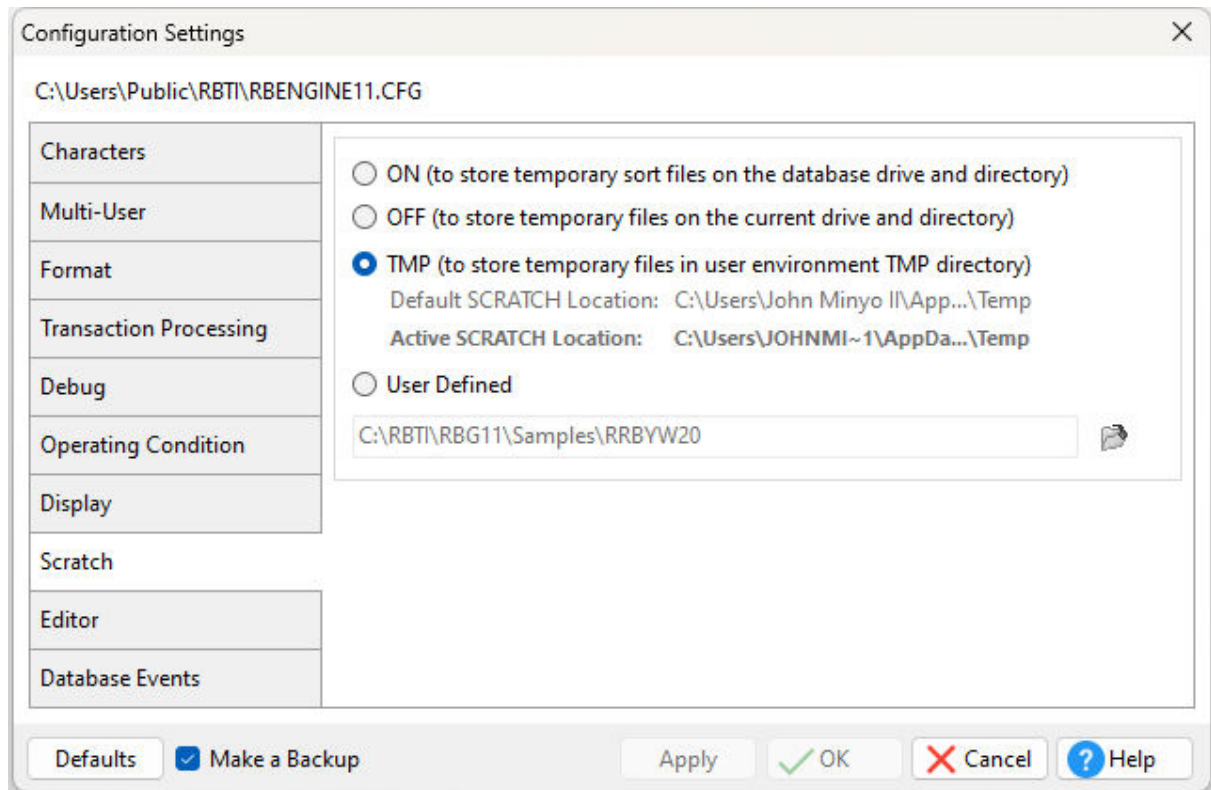 Configuration Settings
C:\Users\Public\RBTI\RBENGINE11.CFG
Characters
Multi-User
Format
Transaction Processing
Debug
Operating Condition
Display
Scratch
Editor
Database Events
ON (to store temporary sort files on the database drive and directory)
OFF (to store temporary files on the current drive and directory)
TMP (to store temporary files in user environment TMP directory)
Default SCRATCH Location: C:\Users\John Minyo II\App...\Temp
Active SCRATCH Location: C:\Users\JOHNMI~1\AppDa...\Temp
User Defined
C:\RBTI\RBG11\Samples\RRBYW20
Defaults Make a Backup Apply OK Cancel ? Help